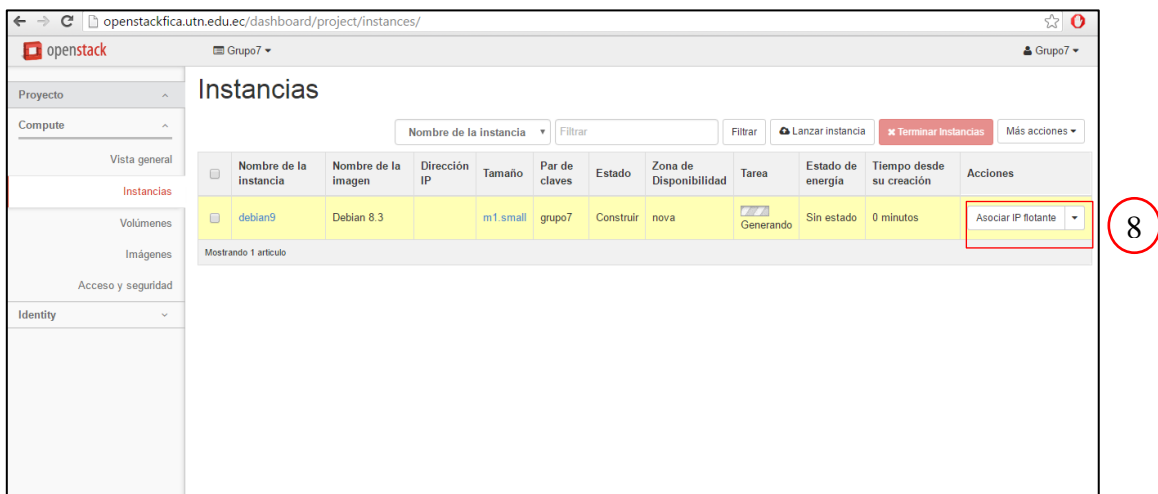 openstackfica.utn.edu.ec/dashboard/project/instances/
openstack
Grupo7
Grupo7
Proyecto
Compute
Vista general
Instancias
Volúmenes
Imágenes
Acceso y seguridad
Identity
Instancias
Nombre de la instancia
Filtrar
Filtrar
Lanzar instancia
Terminar Instancias
Más acciones
Nombre de la
instancia
Nombre de la
imagen
Dirección
IP
Tamaño
Par de
claves
Estado
Zona de
Disponibilidad
Tarea
Estado de
energía
Tiempo desde
su creación
Acciones
debian9
Debian 8.3
m1.small
grupo7
Construir
nova
Generando
Sin estado
0 minutos
Asociar IP flotante
8
Mostrando 1 articulo